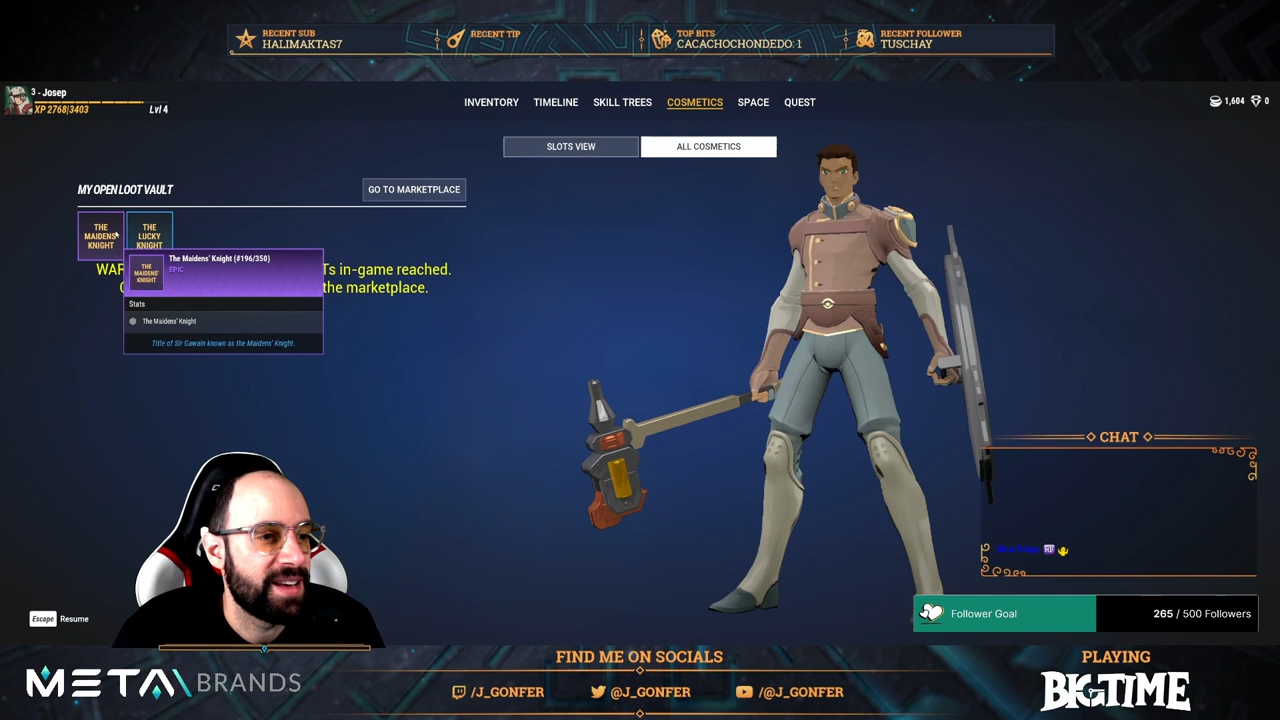 RECENT SUB
HALIMAKTAS7
RECENT TIP
TOP BITS
CACACHOCHONDEDO: 1
RECENT FOLLOWER
TUSCHAY
3 - Josep
XP 2768|3403
Lvl 4
INVENTORY
TIMELINE
SKILL TREES
COSMETICS
SPACE
QUEST
1,604
0
SLOTS VIEW
ALL COSMETICS
MY OPEN LOOT VAULT
GO TO MARKETPLACE
THE
MAIDENS'
KNIGHT
THE
LUCKY
KNIGHT
WAR
Ts in-game reached.
the marketplace.
THE
MAIDENS'
KNIGHT
The Maidens' Knight (#196/350)
EPIC
Stats
The Maidens' Knight
Title of Sir Gawain known as the Maidens' Knight.
CHAT
Follower Goal
265 / 500 Followers
Escape
Resume
META BRANDS
FIND ME ON SOCIALS
/J_GONFER
@J_GONFER
/@J_GONFER
PLAYING
BIGTIME